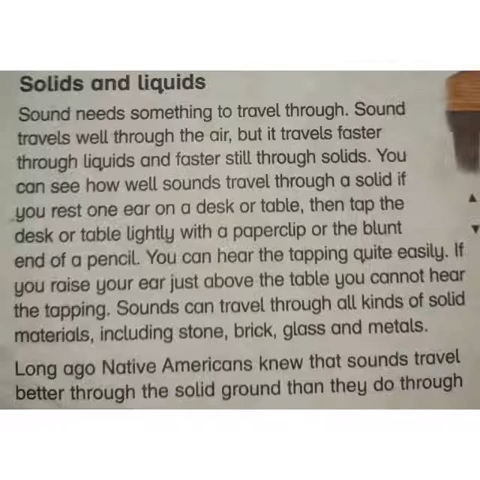 Solids and liquids
Sound needs something to travel through. Sound
travels well through the air, but it travels faster
through liquids and faster still through solids. You
can see how well sounds travel through a solid if
you rest one ear on a desk or table, then tap the
desk or table lightly with a paperclip or the blunt
end of a pencil. You can hear the tapping quite easily. If
you raise your ear just above the table you cannot hear
the tapping. Sounds can travel through all kinds of solid
materials, including stone, brick, glass and metals.
Long ago Native Americans knew that sounds travel
better through the solid ground than they do through